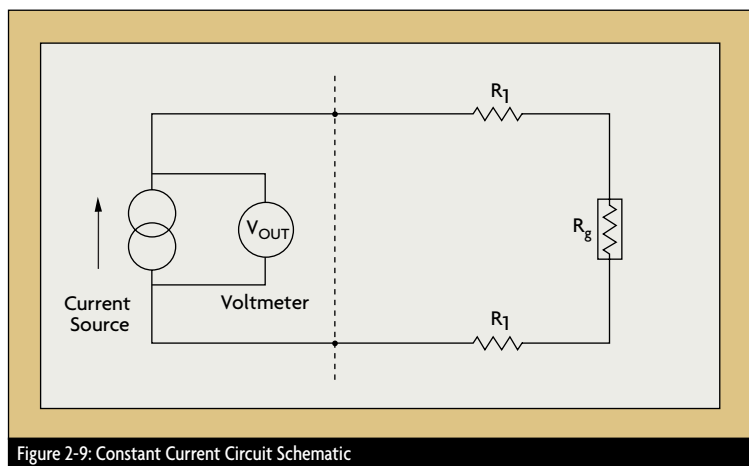 R1
VOUT
Rg
Current
Source
Voltmeter
R1
Figure 2-9: Constant Current Circuit Schematic